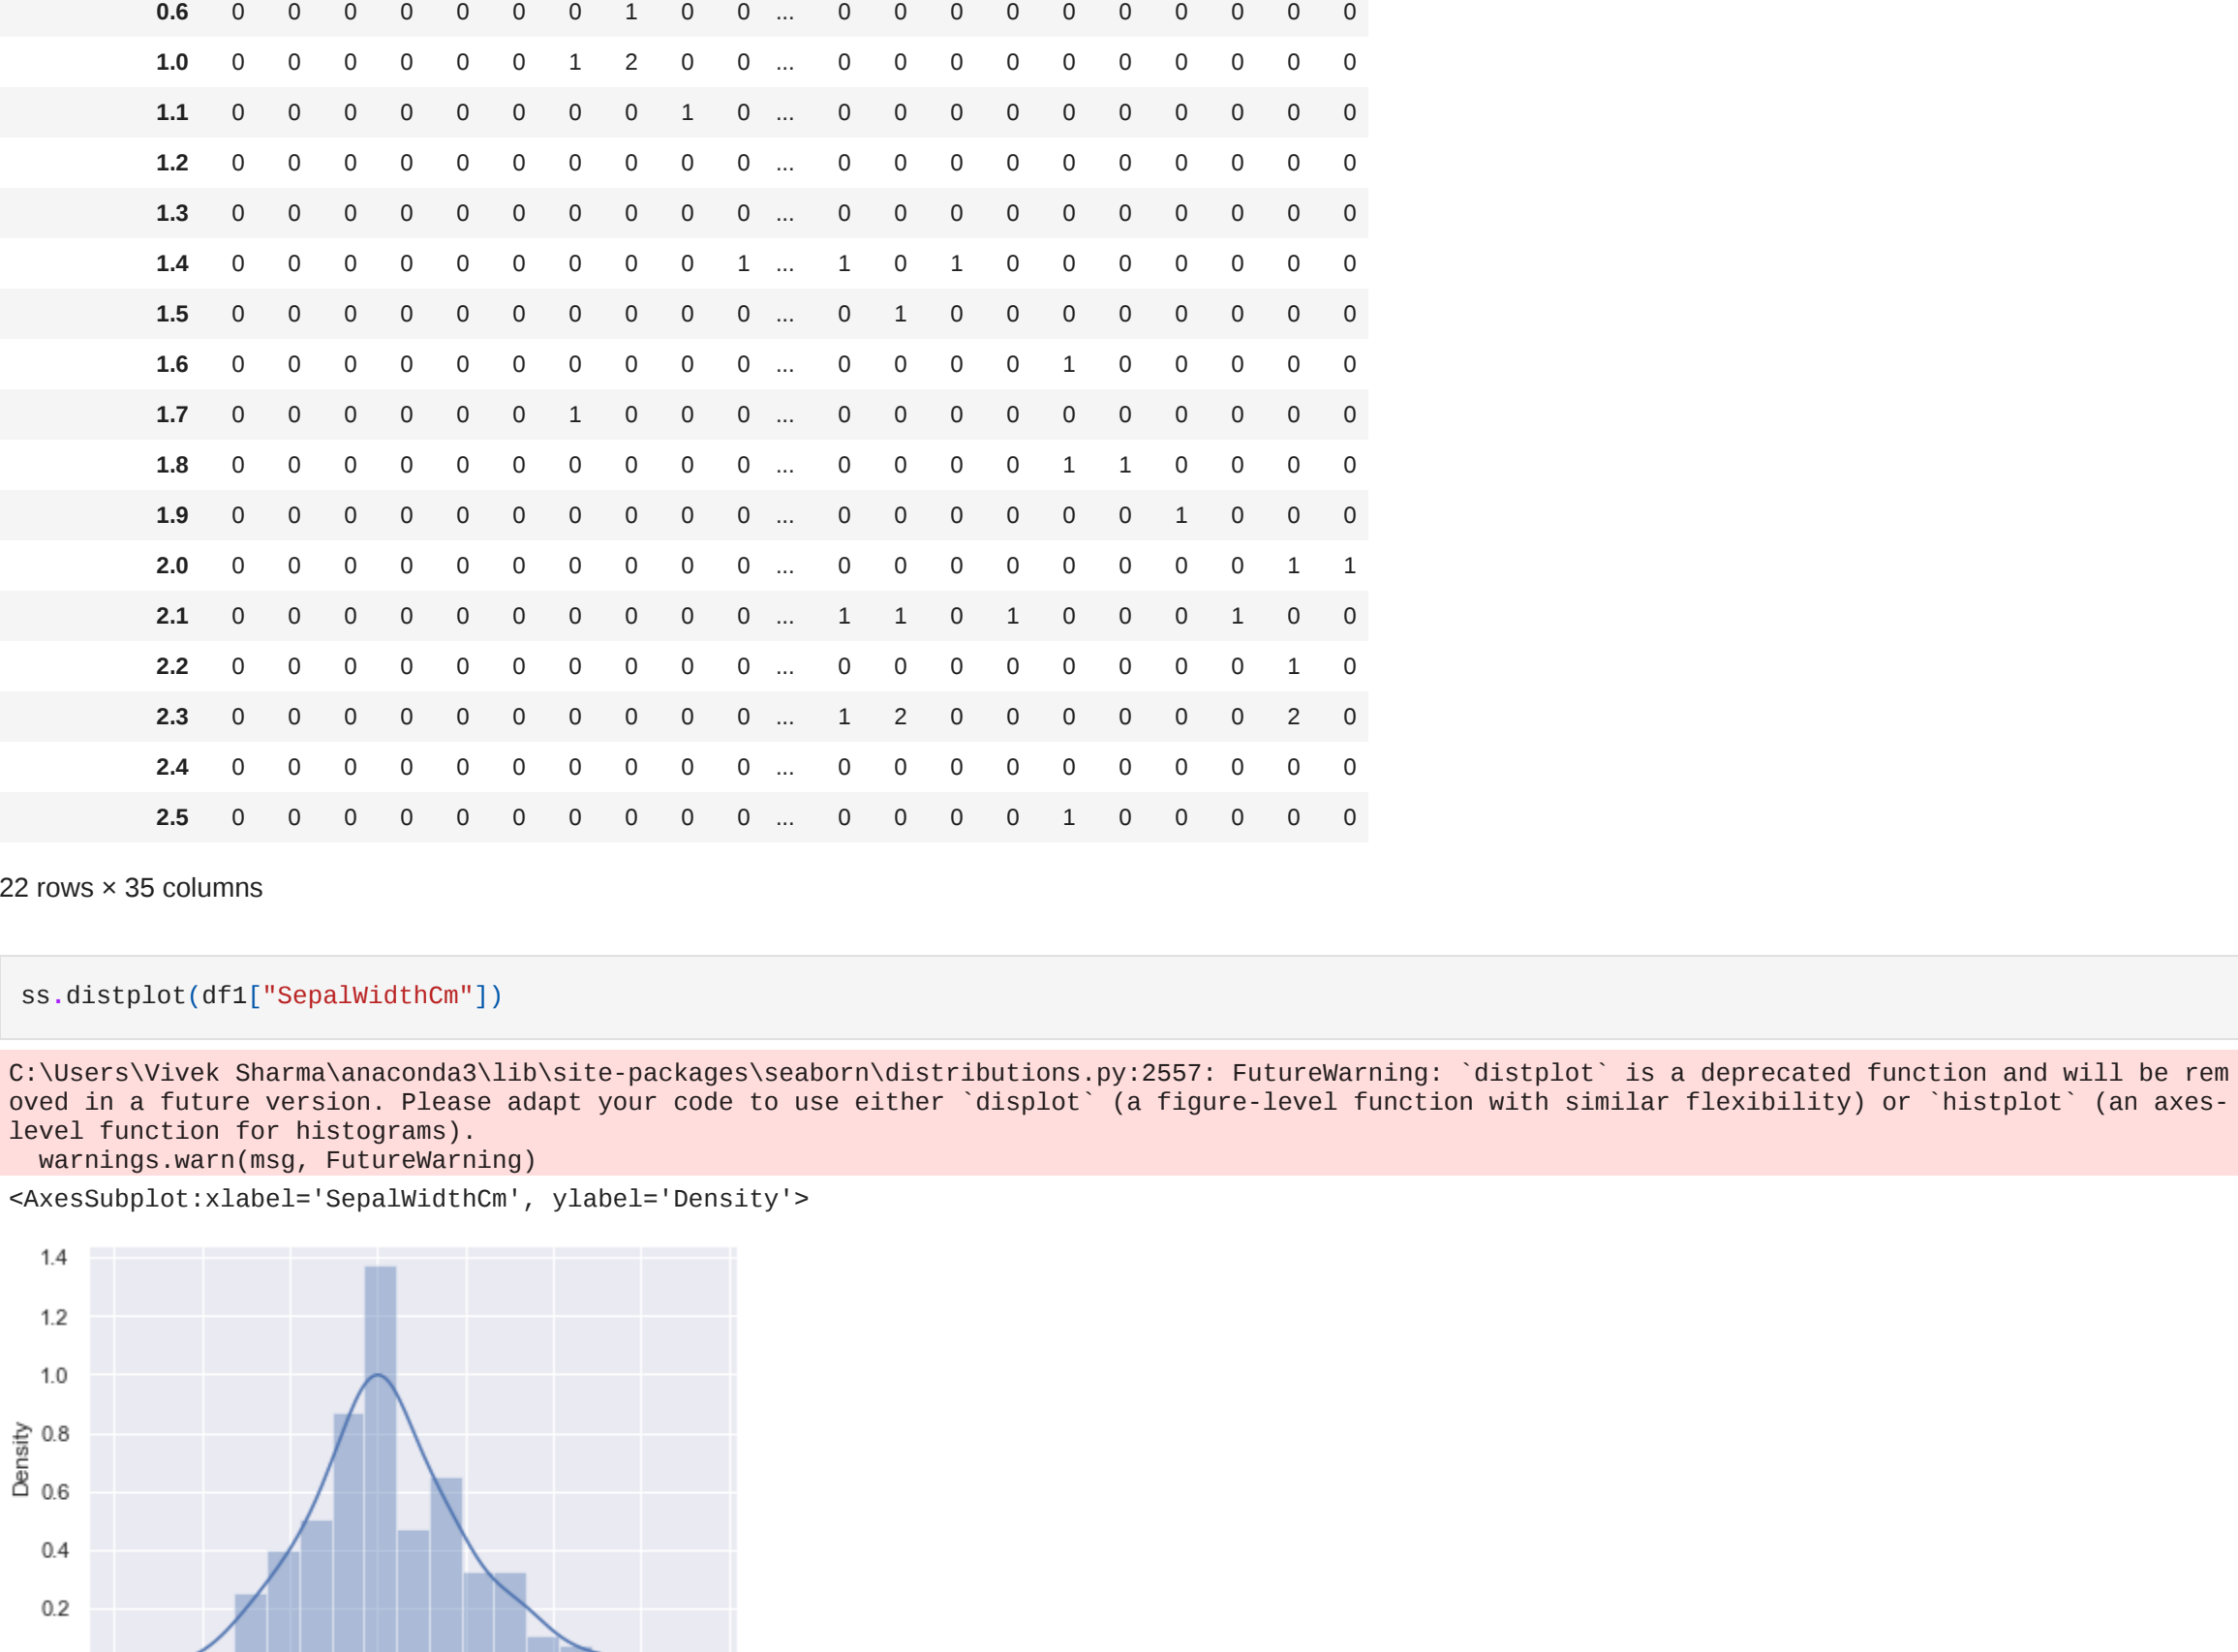 0.6 0 0 0 0 0 0 0 1 0 0 ... 0 0 0 0 0 0 0 0 0 0
1.0 0 0 0 0 0 0 1 2 0 0 ... 0 0 0 0 0 0 0 0 0 0
1.1 0 0 0 0 0 0 0 0 1 0 ... 0 0 0 0 0 0 0 0 0 0
1.2 0 0 0 0 0 0 0 0 0 0 ... 0 0 0 0 0 0 0 0 0 0
1.3 0 0 0 0 0 0 0 0 0 0 ... 0 0 0 0 0 0 0 0 0 0
1.4 0 0 0 0 0 0 0 0 0 1 ... 1 0 1 0 0 0 0 0 0 0
1.5 0 0 0 0 0 0 0 0 0 0 ... 0 1 0 0 0 0 0 0 0 0
1.6 0 0 0 0 0 0 0 0 0 0 ... 0 0 0 0 1 0 0 0 0 0
1.7 0 0 0 0 0 0 1 0 0 0 ... 0 0 0 0 0 0 0 0 0 0
1.8 0 0 0 0 0 0 0 0 0 0 ... 0 0 0 0 1 1 0 0 0 0
1.9 0 0 0 0 0 0 0 0 0 0 ... 0 0 0 0 0 0 1 0 0 0
2.0 0 0 0 0 0 0 0 0 0 0 ... 0 0 0 0 0 0 0 0 1 1
2.1 0 0 0 0 0 0 0 0 0 0 ... 1 1 0 1 0 0 0 1 0 0
2.2 0 0 0 0 0 0 0 0 0 0 ... 0 0 0 0 0 0 0 0 1 0
2.3 0 0 0 0 0 0 0 0 0 0 ... 1 2 0 0 0 0 0 0 2 0
2.4 0 0 0 0 0 0 0 0 0 0 ... 0 0 0 0 0 0 0 0 0 0
2.5 0 0 0 0 0 0 0 0 0 0 ... 0 0 0 0 1 0 0 0 0 0
22 rows × 35 columns
ss.distplot(df1["SepalWidthCm"])
C:\Users\Vivek Sharma\anaconda3\lib\site-packages\seaborn\distributions.py:2557: FutureWarning: `distplot` is a deprecated function and will be rem
oved in a future version. Please adapt your code to use either `displot` (a figure-level function with similar flexibility) or `histplot` (an axes-
level function for histograms).
warnings.warn(msg, FutureWarning)
<AxesSubplot:xlabel='SepalWidthCm', ylabel='Density'>
1.4
1.2
1.0
0.8
Density
0.6
0.4
0.2